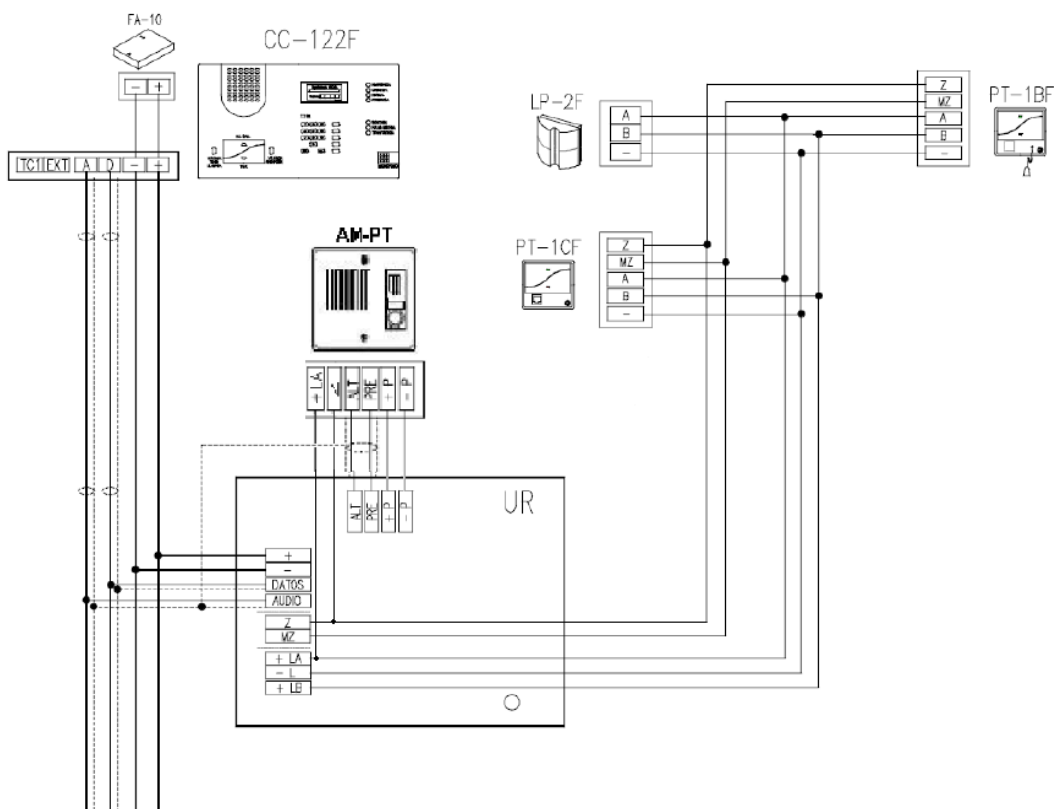 FA-10
- +
CC-122F
TC1 EXT A D - +
LP-2F
A
B
-
Z
MZ
A
B
-
PT-1BF
PT-1CF
Z
MZ
A
B
-
AM-PT
+ LA
ALT
PRE
+ P
- P
UR
ALT
PRE
+ P
- P
+
-
DATOS
AUDIO
Z
MZ
+ LA
- L
+ LB